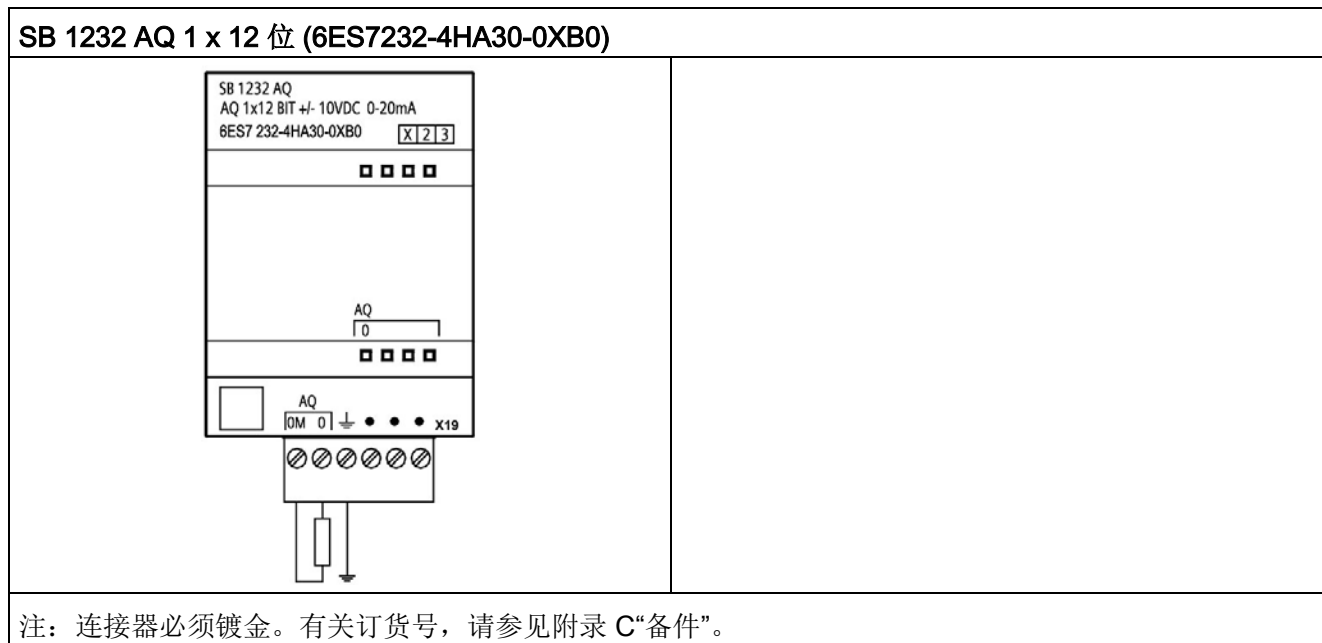 SB 1232 AQ 1 x 12 位 (6ES7232-4HA30-0XB0)
SB 1232 AQ
AQ 1x12 BIT +/- 10VDC 0-20mA
6ES7 232-4HA30-0XB0 X 2 3
AQ
0
AQ
0M 0 X19
注：连接器必须镀金。有关订货号，请参见附录 C“备件”。